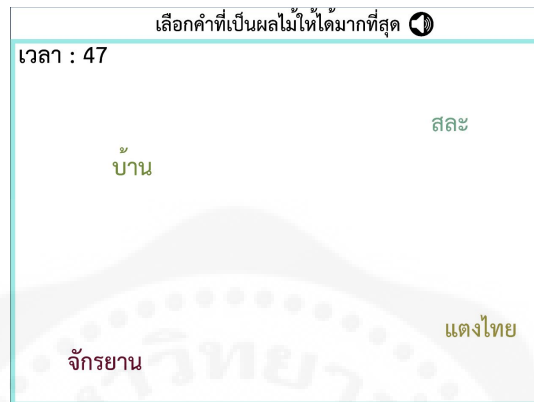 เลือกคำที่เป็นผลไม้ให้ได้มากที่สุด
เวลา : 47
สละ
บ้าน
แตงไทย
จักรยาน